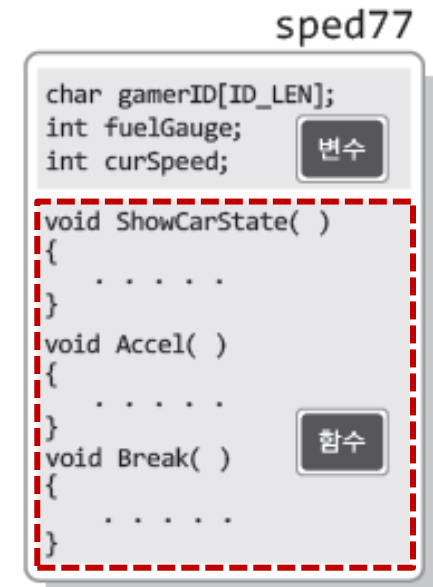 sped77
char gamerID[ID_LEN];
int fuelGauge;
int curSpeed;
변수
void ShowCarState( )
{
. . . . .
}
void Accel( )
{
. . . . .
}
함수
void Break( )
{
. . . . .
}